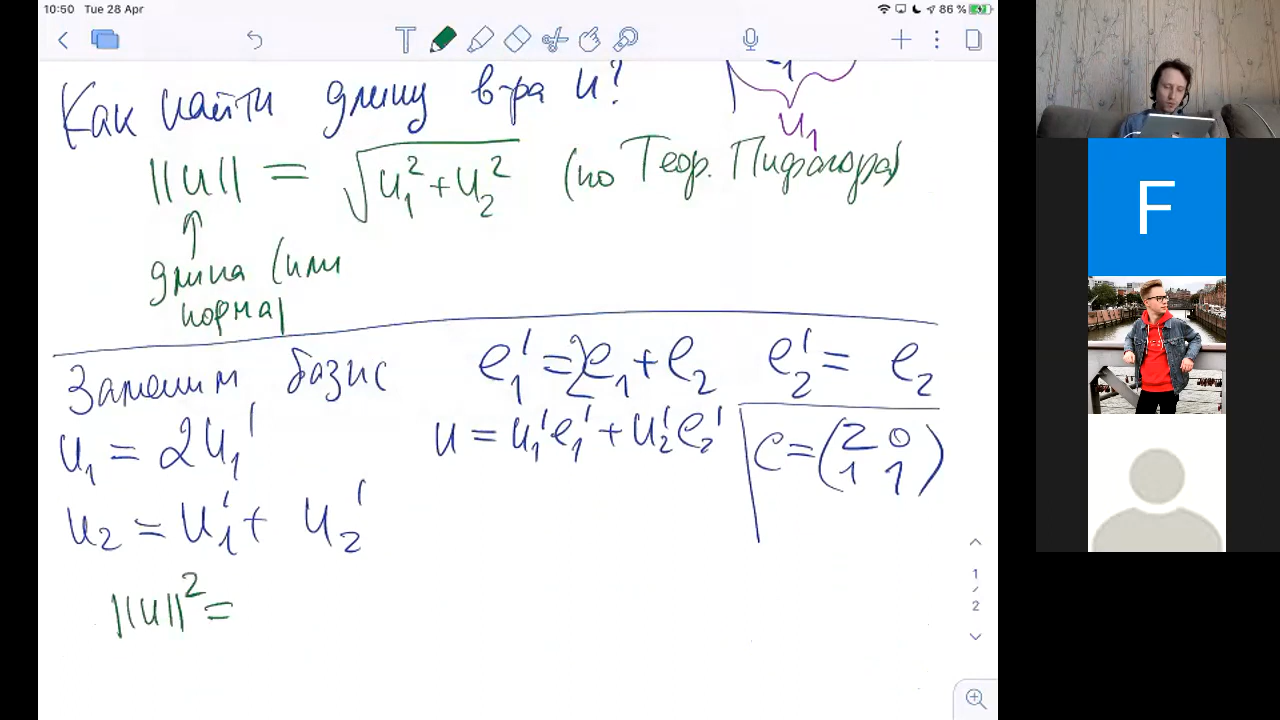 10:50 Tue 28 Apr
86 %
Как найти длину в-ра u?
u₁
||u|| = √(u₁² + u₂²) (по Теор. Пифагора)
длина (или
норма)
Заменим базис
e₁' = 2e₁ + e₂ e₂' = e₂
u₁ = 2u₁'
u = u₁'e₁' + u₂'e₂'
C = (2 0
1 1)
u₂ = u₁' + u₂'
||u||² =
1
/
2
F